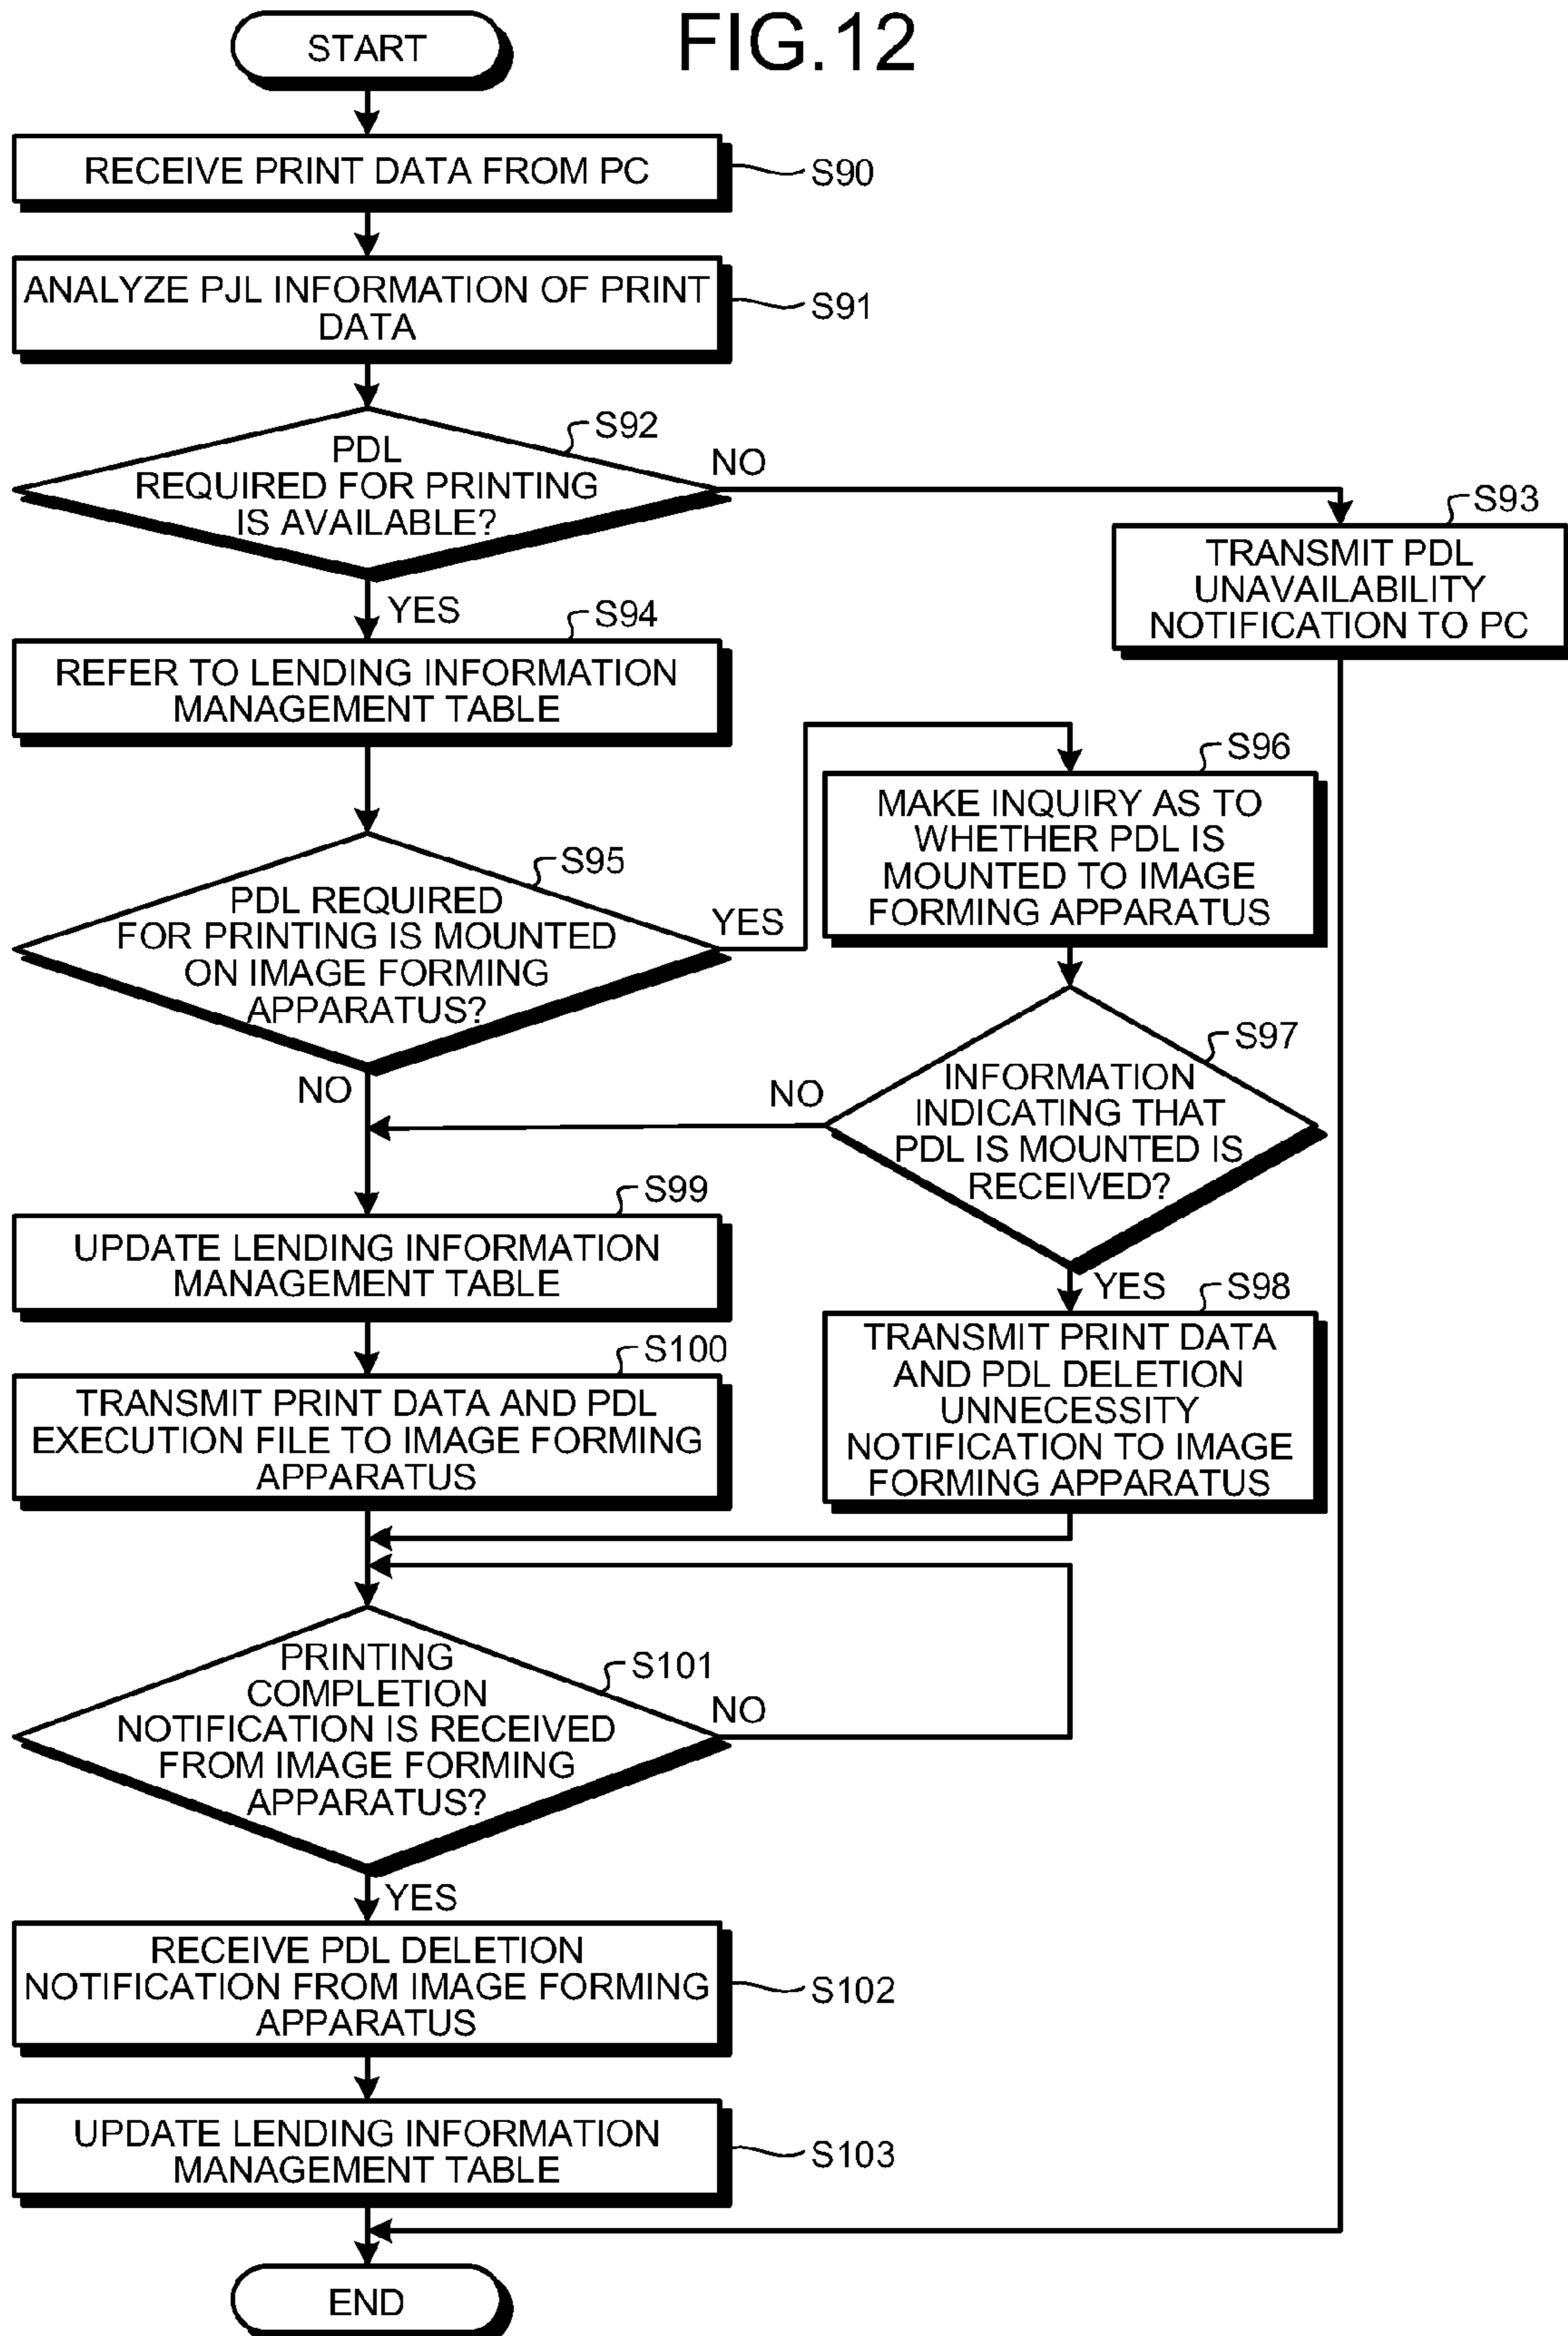 FIG.12
START
RECEIVE PRINT DATA FROM PC
S90
ANALYZE PJL INFORMATION OF PRINT
DATA
S91
S92
PDL
REQUIRED FOR PRINTING
IS AVAILABLE?
NO
YES
S93
TRANSMIT PDL
UNAVAILABILITY
NOTIFICATION TO PC
S94
REFER TO LENDING INFORMATION
MANAGEMENT TABLE
S95
PDL REQUIRED
FOR PRINTING IS MOUNTED
ON IMAGE FORMING
APPARATUS?
YES
NO
S96
MAKE INQUIRY AS TO
WHETHER PDL IS
MOUNTED TO IMAGE
FORMING APPARATUS
S97
INFORMATION
INDICATING THAT
PDL IS MOUNTED IS
RECEIVED?
NO
YES
S98
TRANSMIT PRINT DATA
AND PDL DELETION
UNNECESSITY
NOTIFICATION TO IMAGE
FORMING APPARATUS
S99
UPDATE LENDING INFORMATION
MANAGEMENT TABLE
S100
TRANSMIT PRINT DATA AND PDL
EXECUTION FILE TO IMAGE FORMING
APPARATUS
S101
PRINTING
COMPLETION
NOTIFICATION IS RECEIVED
FROM IMAGE FORMING
APPARATUS?
NO
YES
RECEIVE PDL DELETION
NOTIFICATION FROM IMAGE FORMING
APPARATUS
S102
UPDATE LENDING INFORMATION
MANAGEMENT TABLE
S103
END